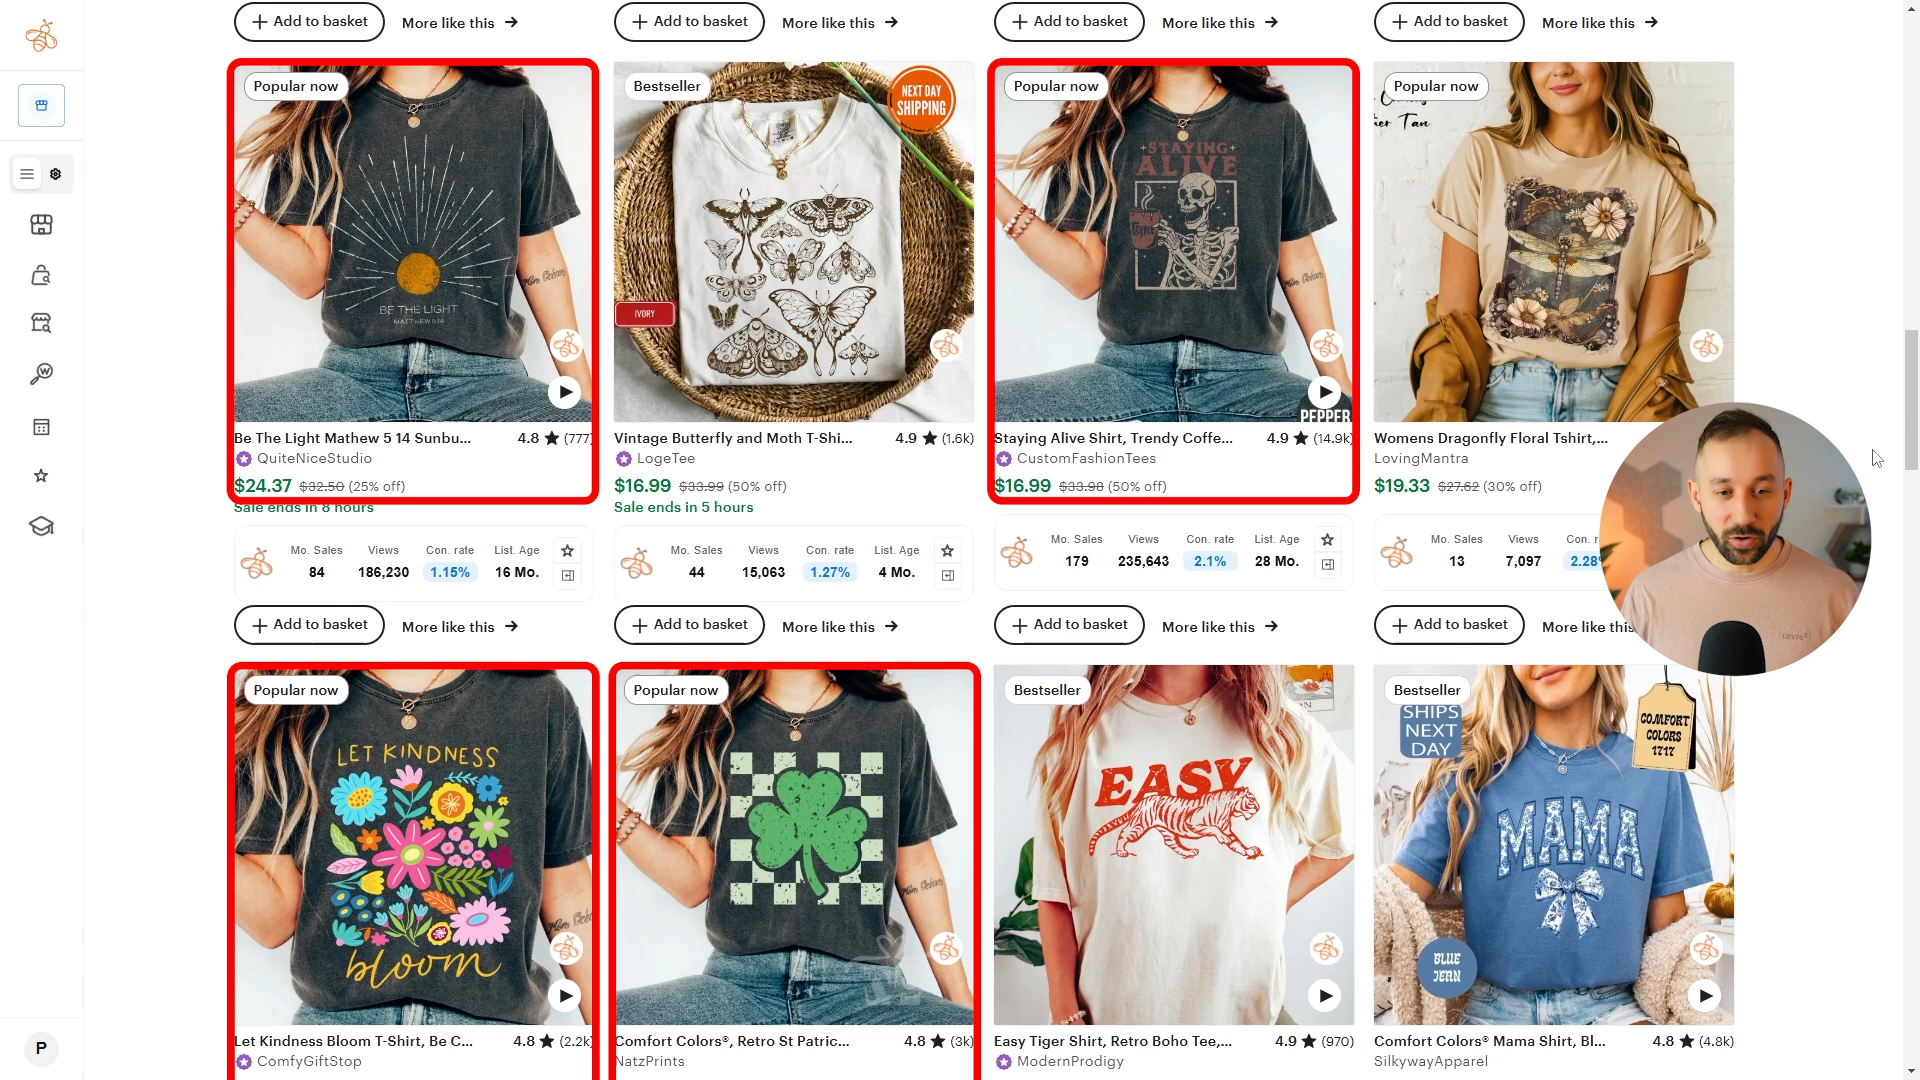 Add to basket More like this
Add to basket More like this
Add to basket More like this
Add to basket More like this
Popular now
BE THE LIGHT
MATTHEW 5:14
Be The Light Mathew 5 14 Sunbu... 4.8 (777)
QuiteNiceStudio
$24.37 $32.50 (25% off)
Sale ends in 8 hours
Mo. Sales Views Con. rate List. Age
84 186,230 1.15% 16 Mo.
Add to basket More like this
Bestseller
NEXT DAY
SHIPPING
IVORY
Vintage Butterfly and Moth T-Shi... 4.9 (1.6k)
LogeTee
$16.99 $33.99 (50% off)
Sale ends in 5 hours
Mo. Sales Views Con. rate List. Age
44 15,063 1.27% 4 Mo.
Add to basket More like this
Popular now
STAYING
ALIVE
PEPPER
Staying Alive Shirt, Trendy Coffe... 4.9 (14.9k)
CustomFashionTees
$16.99 $33.98 (50% off)
Mo. Sales Views Con. rate List. Age
179 235,643 2.1% 28 Mo.
Add to basket More like this
Popular now
Tan
Womens Dragonfly Floral Tshirt,...
LovingMantra
$19.33 $27.62 (30% off)
Mo. Sales Views Con. r
13 7,097 2.28
Add to basket More like this
Popular now
LET KINDNESS
bloom
Let Kindness Bloom T-Shirt, Be C... 4.8 (2.2k)
ComfyGiftStop
Popular now
Comfort Colors®, Retro St Patric... 4.8 (3k)
NatzPrints
Bestseller
EASY
Easy Tiger Shirt, Retro Boho Tee,... 4.9 (970)
ModernProdigy
Bestseller
SHIPS
NEXT
DAY
COMFORT
COLORS
1717
MAMA
BLUE
JEAN
Comfort Colors® Mama Shirt, Bl... 4.8 (4.8k)
SilkywayApparel
P